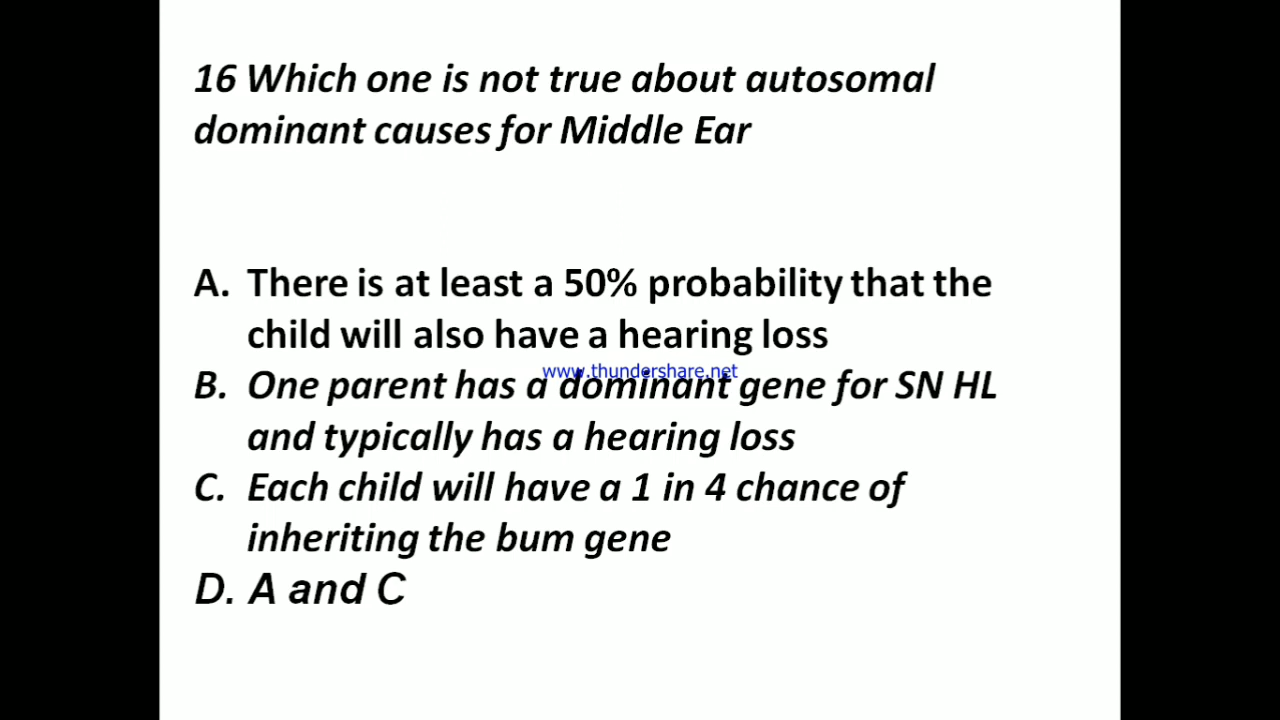 16 Which one is not true about autosomal
dominant causes for Middle Ear
A. There is at least a 50% probability that the
child will also have a hearing loss
www.thundershare.net
B. One parent has a dominant gene for SN HL
and typically has a hearing loss
C. Each child will have a 1 in 4 chance of
inheriting the bum gene
D. A and C